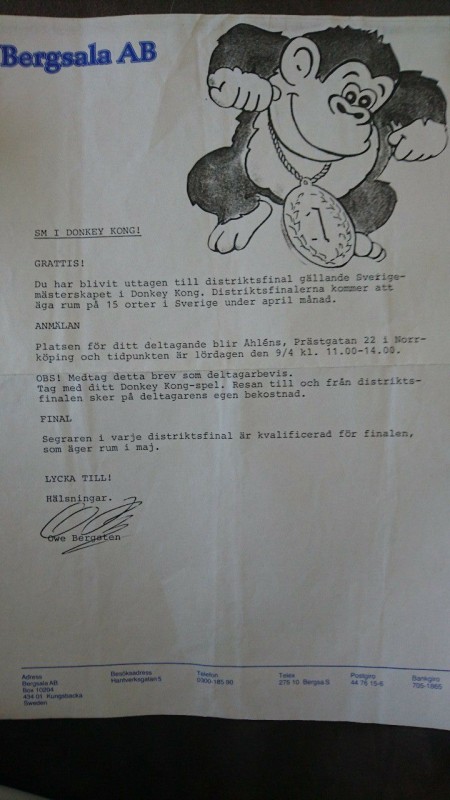 Bergsala AB
1
SM I DONKEY KONG!
GRATTIS!
Du har blivit uttagen till distriktsfinal gällande Sverige-
mästerskapet i Donkey Kong. Distriktsfinalerna kommer att
äga rum på 15 orter i Sverige under april månad.
ANMÄLAN
Platsen för ditt deltagande blir Åhléns, Prästgatan 22 i Norr-
köping och tidpunkten är lördagen den 9/4 kl. 11.00-14.00.
OBS! Medtag detta brev som deltagarbevis.
Tag med ditt Donkey Kong-spel. Resan till och från distrikts-
finalen sker på deltagarens egen bekostnad.
FINAL
Segraren i varje distriktsfinal är kvalificerad för finalen,
som äger rum i maj.
LYCKA TILL!
Hälsningar.
Owe Bergsten
Adress Besöksadress Telefon Telex Postgiro Bankgiro
Bergsala AB Hantverksgatan 5 0300-185 90 Bergsa S 44 76 15-6
Box 10204
434 01 Kungsbacka
Sweden